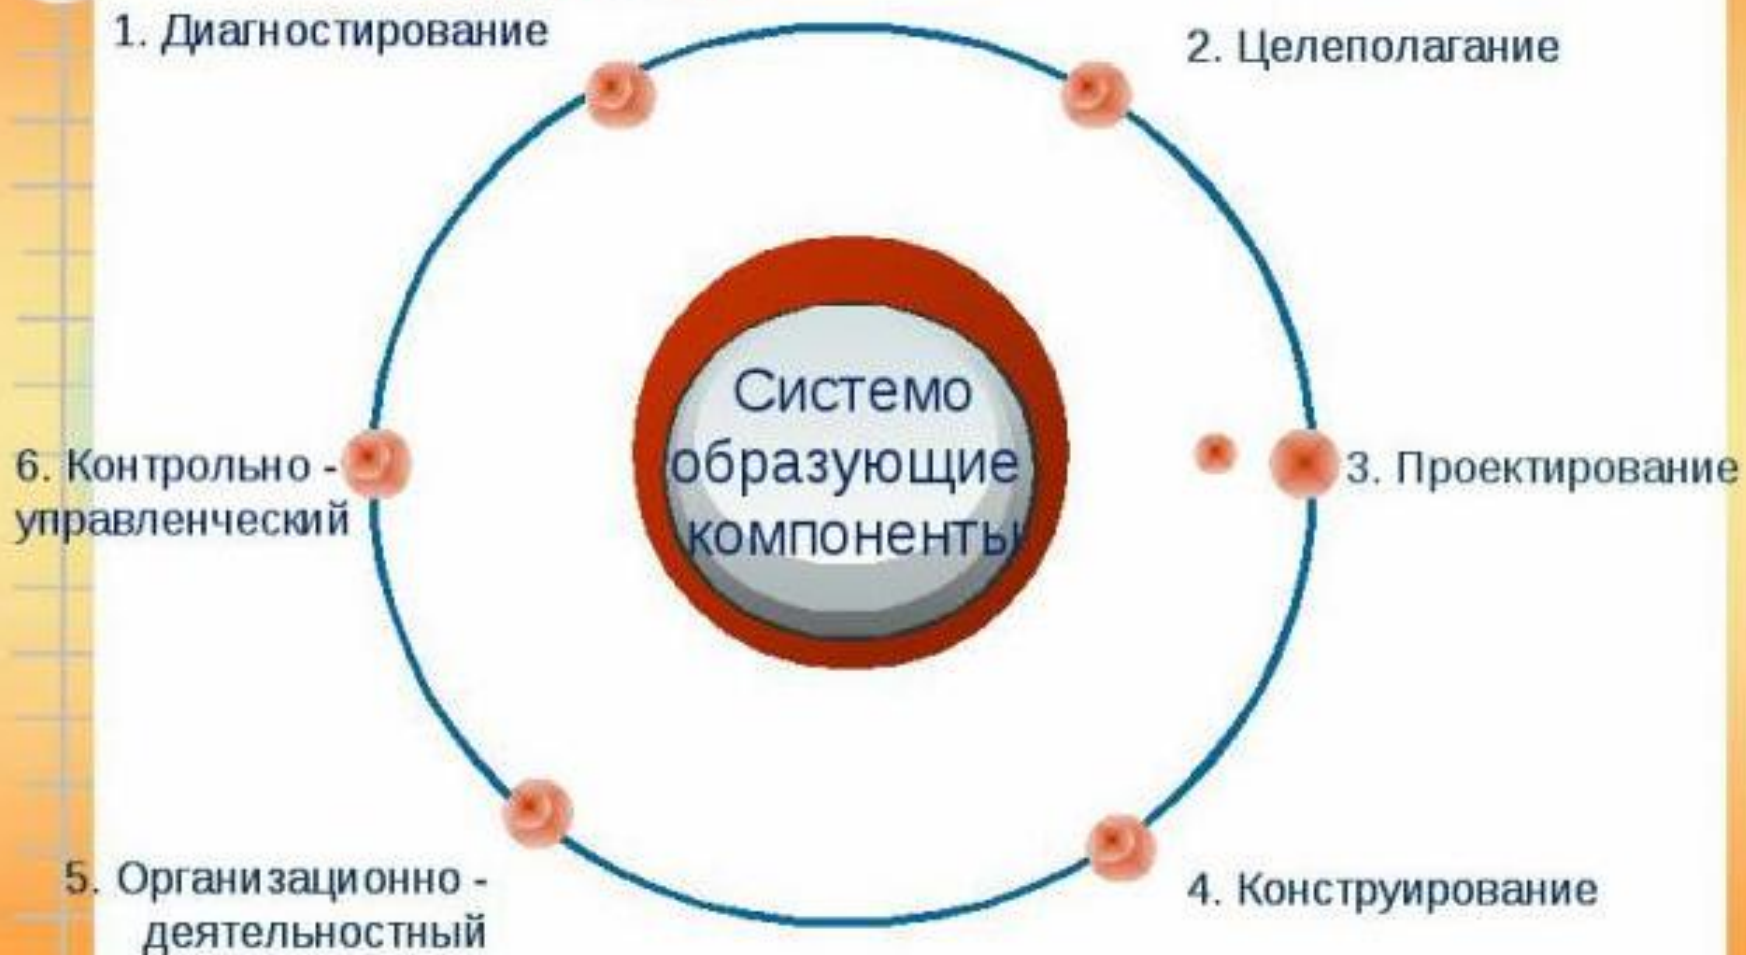 1. Диагностирование
2. Целеполагание
Системо
образующие
компоненты
3. Проектирование
4. Конструирование
5. Организационно -
деятельностный
6. Контрольно -
управленческий